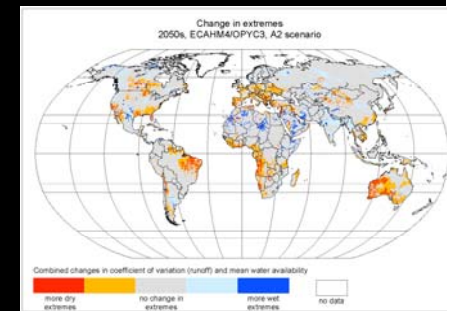 Change in extremes
2050s, ECAHM4/OPYC3, A2 scenario
Combined changes in coefficient of variation (runoff) and mean water availability
more dry
extremes
no change in
extremes
more wet
extremes
no data